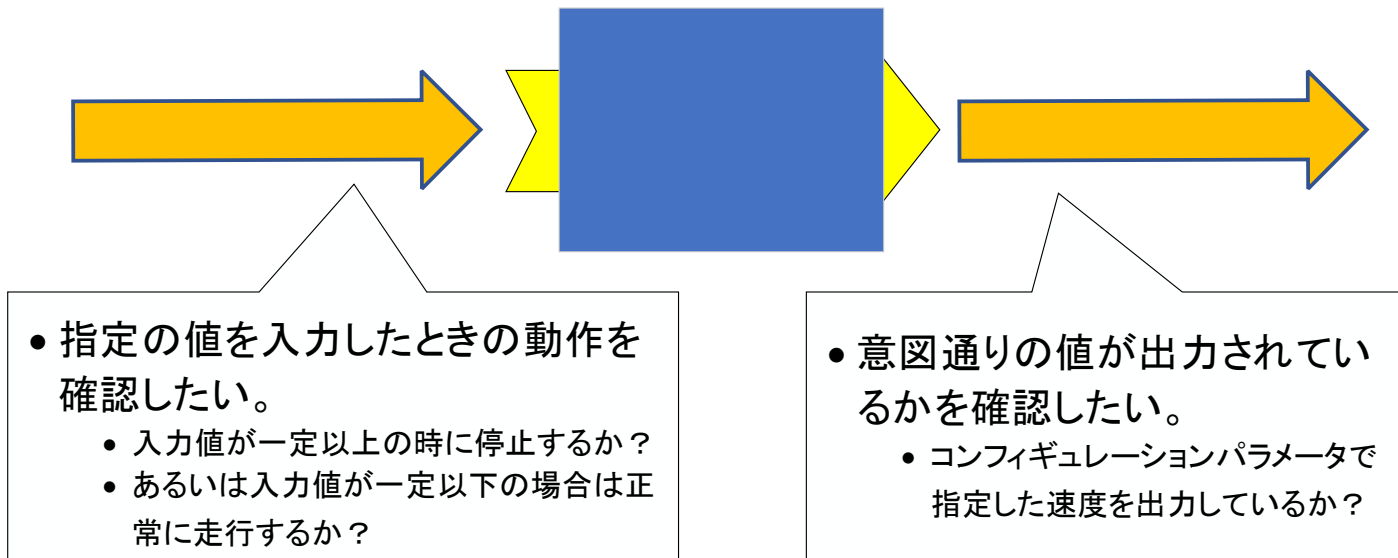 • 指定の値を入力したときの動作を
確認したい。
• 入力値が一定以上の時に停止するか？
• あるいは入力値が一定以下の場合は正
常に走行するか？
• 意図通りの値が出力されてい
るかを確認したい。
• コンフィギュレーションパラメータで
指定した速度を出力しているか？